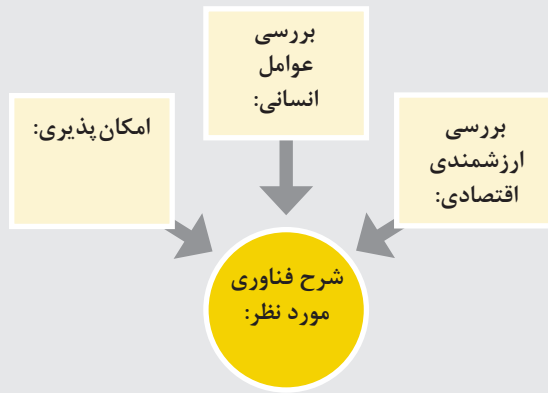 بررسی
عوامل
انسانی:
بررسی
ارزشمندی
اقتصادی:
امکان‌پذیری:
شرح فناوری
مورد نظر: